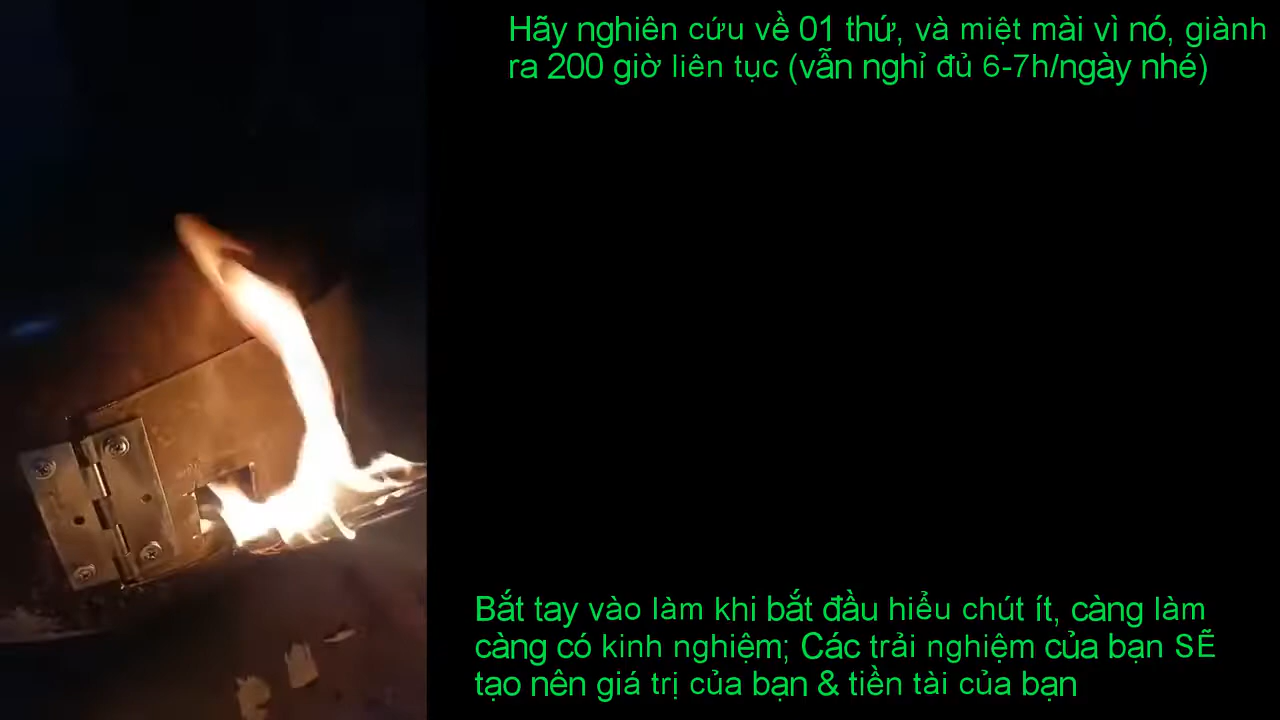 Hãy nghiên cứu về 01 thứ, và miệt mài vì nó, giành
ra 200 giờ liên tục (vẫn nghỉ đủ 6-7h/ngày nhé)
Bắt tay vào làm khi bắt đầu hiểu chút ít, càng làm
càng có kinh nghiệm; Các trải nghiệm của bạn SẼ
tạo nên giá trị của bạn & tiền tài của bạn